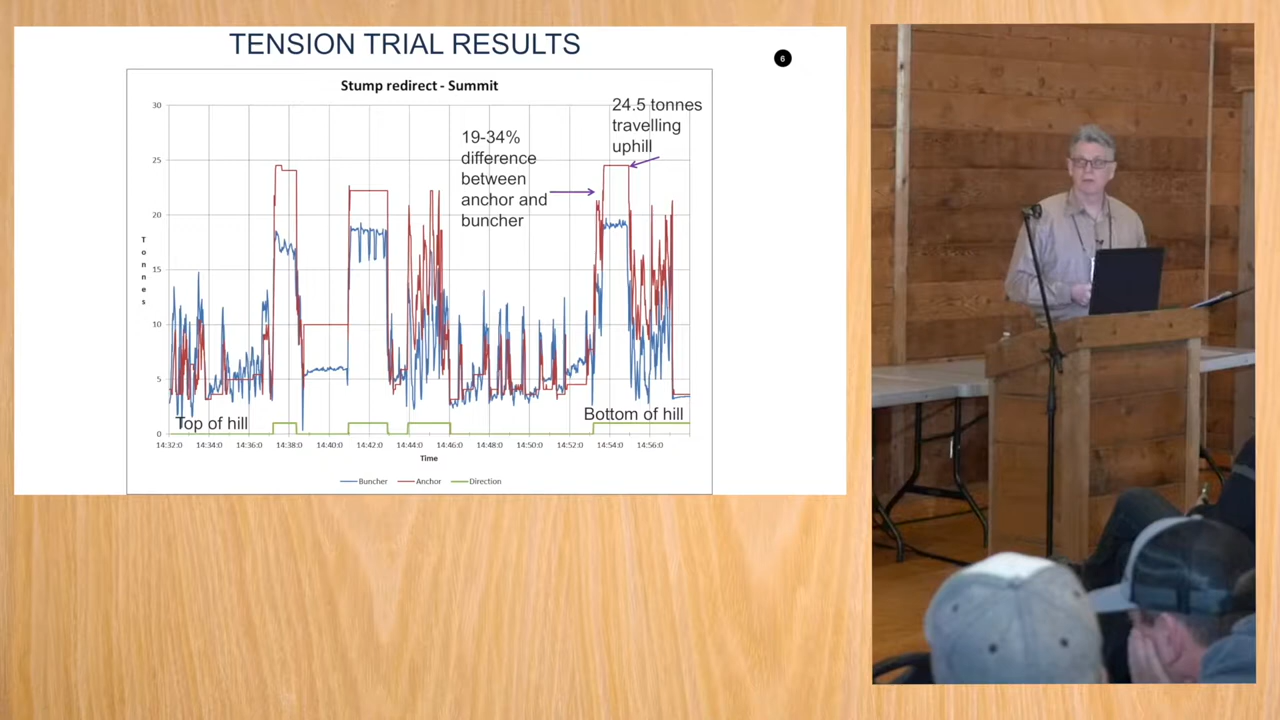 TENSION TRIAL RESULTS
6
Stump redirect - Summit
24.5 tonnes
travelling
uphill
19-34%
difference
between
anchor and
buncher
30
25
20
15
10
5
0
Tonnes
Top of hill
Bottom of hill
14:32:0 14:34:0 14:36:0 14:38:0 14:40:0 14:42:0 14:44:0 14:46:0 14:48:0 14:50:0 14:52:0 14:54:0 14:56:0
Time
Buncher Anchor Direction